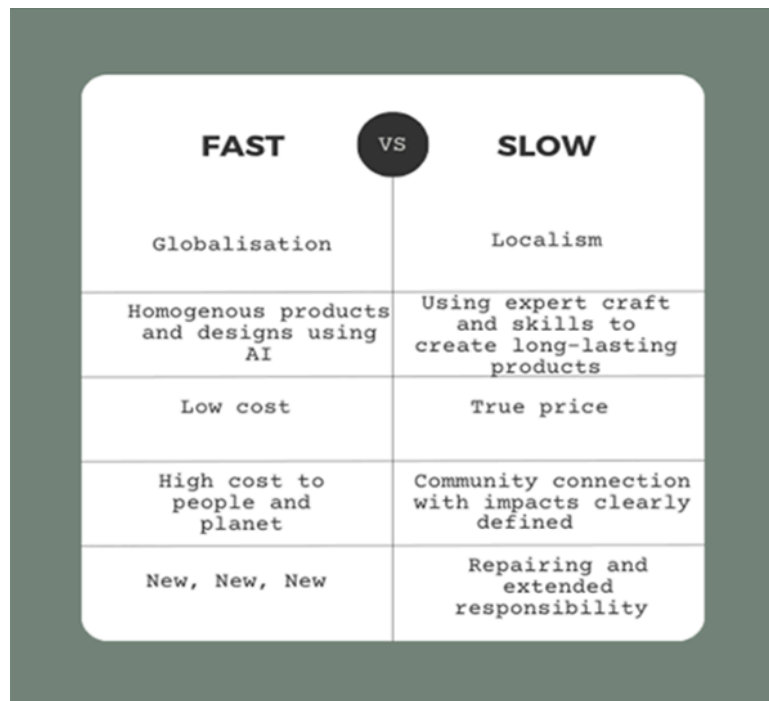 FAST VS SLOW
Globalisation
Localism
Homogenous products
and designs using
AI
Using expert craft
and skills to
create long-lasting
products
Low cost
True price
High cost to
people and
planet
Community connection
with impacts clearly
defined
New, New, New
Repairing and
extended
responsibility